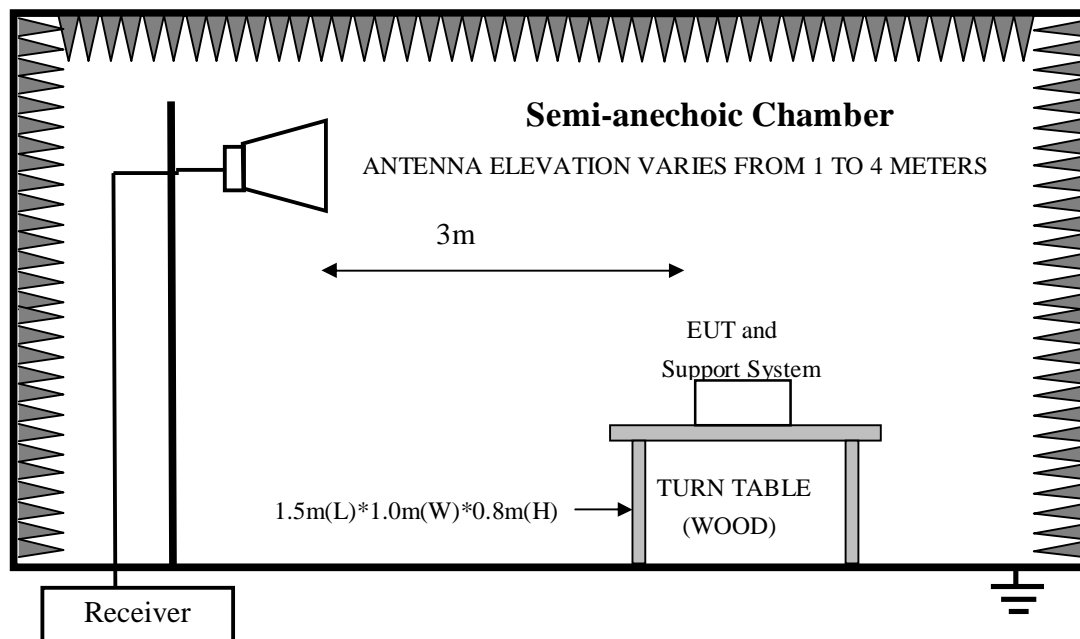 Semi-anechoic Chamber
ANTENNA ELEVATION VARIES FROM 1 TO 4 METERS
3m
EUT and
Support System
1.5m(L)*1.0m(W)*0.8m(H)
TURN TABLE
(WOOD)
Receiver